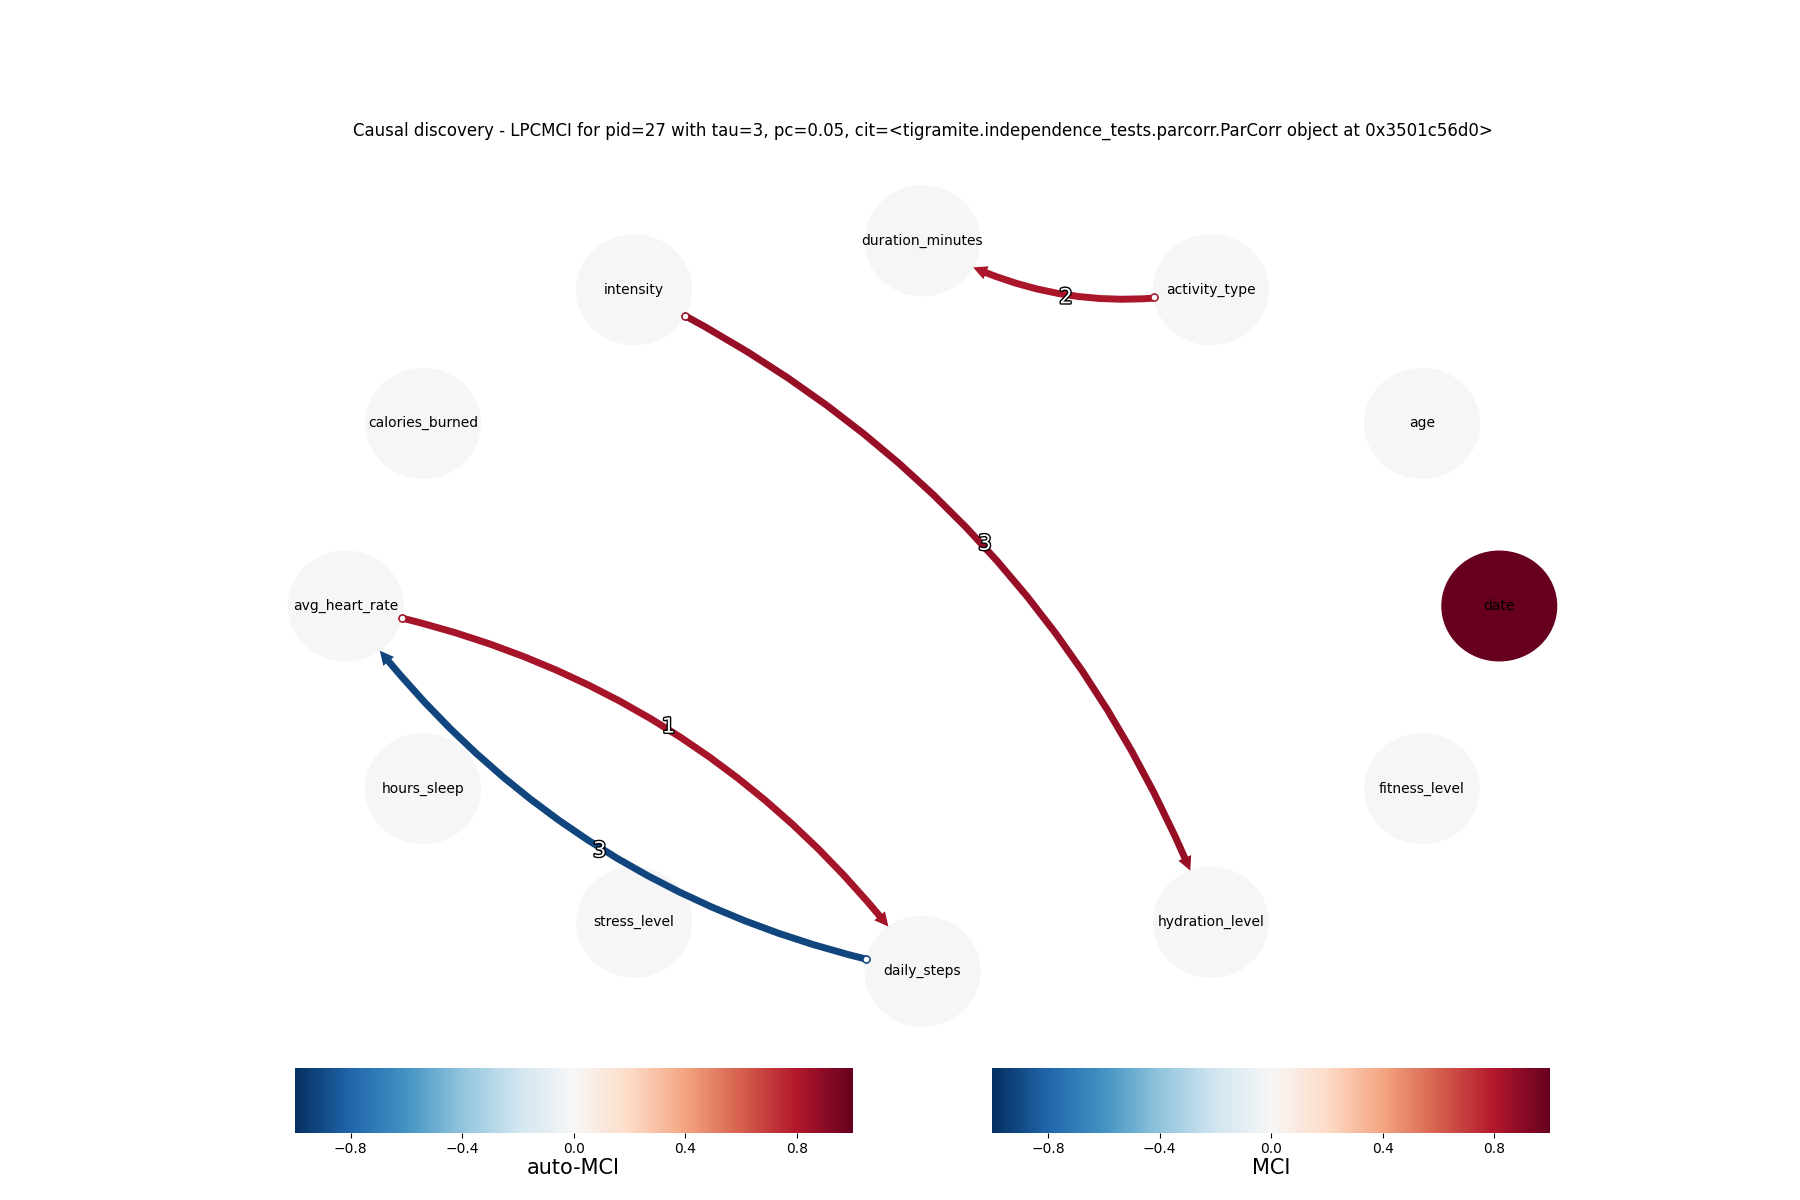 Causal discovery - LPCMCI for pid=27 with tau=3, pc=0.05, cit=<tigramite.independence_tests.parcorr.ParCorr object at 0x3501c56d0>
duration_minutes
intensity
activity_type
2
calories_burned
age
3
avg_heart_rate
date
1
hours_sleep
fitness_level
3
stress_level
hydration_level
daily_steps
−0.8 −0.4 0.0 0.4 0.8
auto-MCI
−0.8 −0.4 0.0 0.4 0.8
MCI